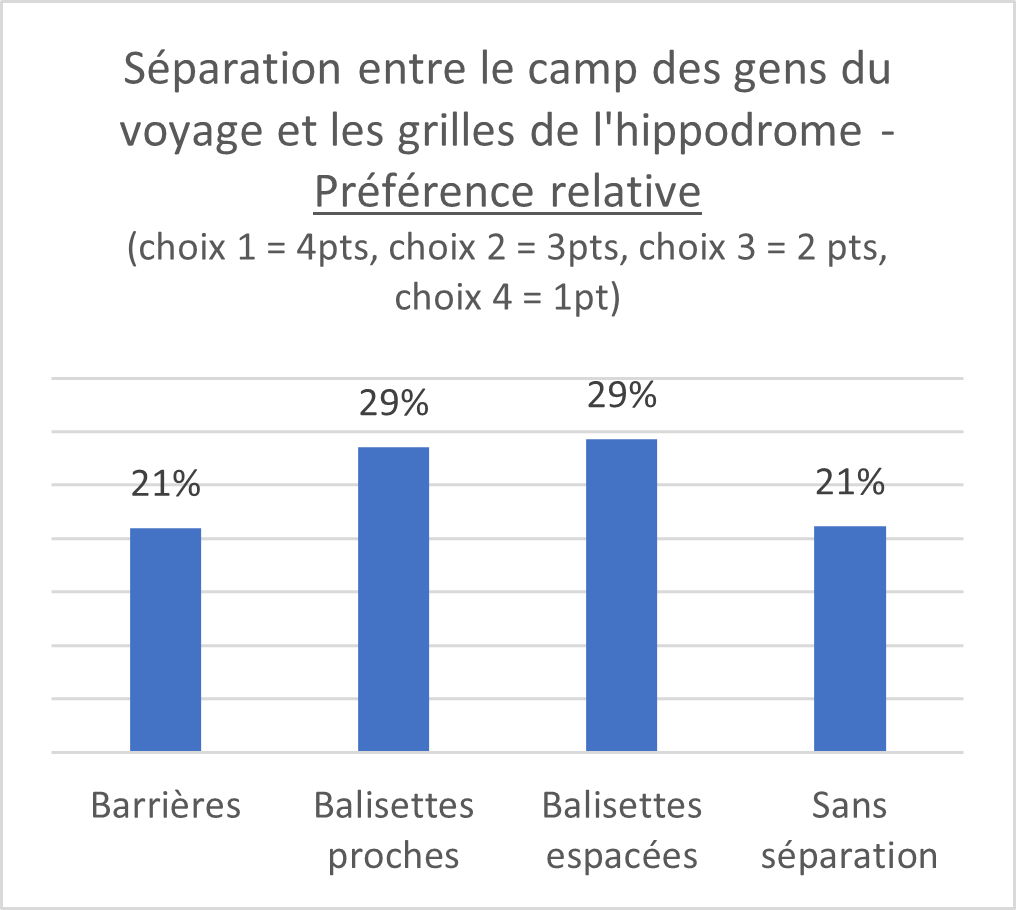 Séparation entre le camp des gens du
voyage et les grilles de l'hippodrome -
Préférence relative
(choix 1 = 4pts, choix 2 = 3pts, choix 3 = 2 pts,
choix 4 = 1pt)
21%
29%
29%
21%
Barrières
Balisettes
proches
Balisettes
espacées
Sans
séparation